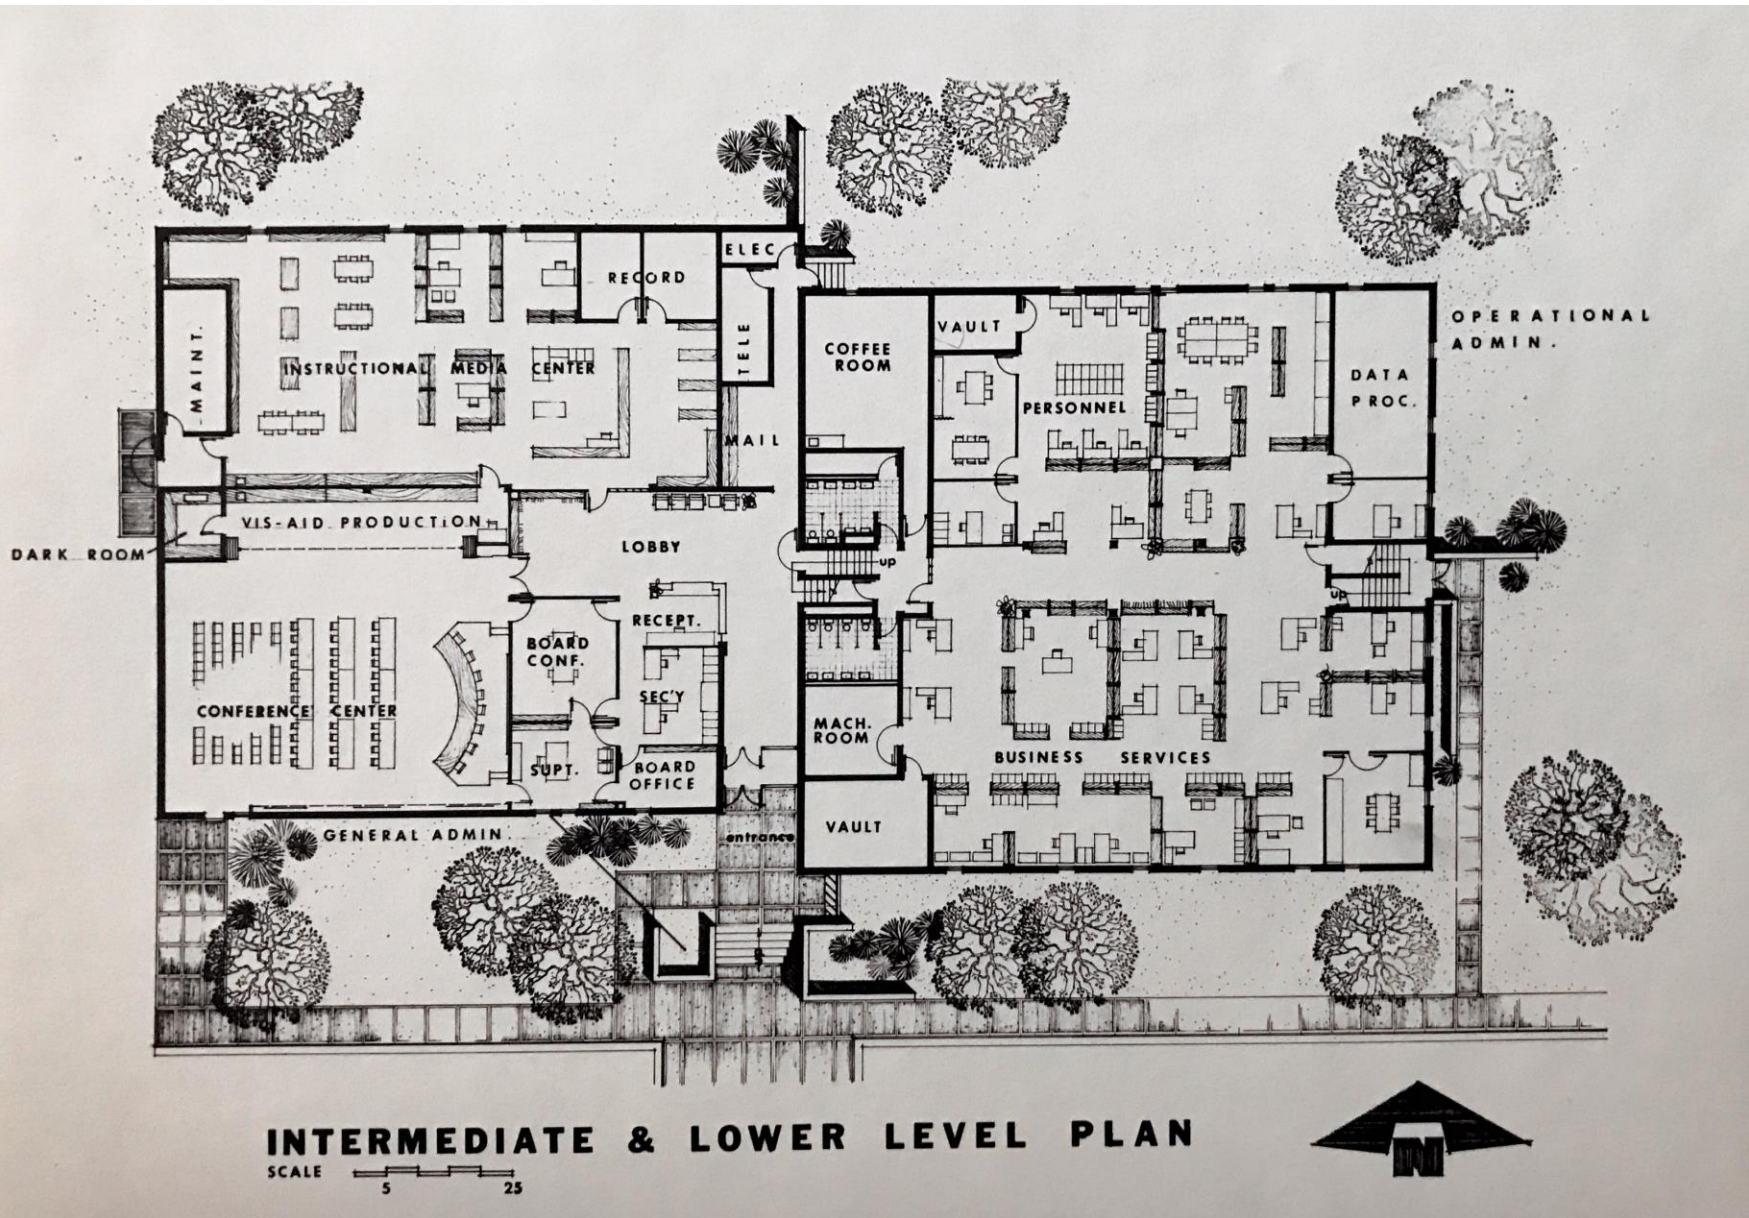 ELEC
RECORD
OPERATIONAL
ADMIN.
VAULT
MAINT.
TELE
COFFEE
ROOM
INSTRUCTIONAL MEDIA CENTER
DATA
PROC.
PERSONNEL
MAIL
VIS-AID PRODUCTION
DARK ROOM
LOBBY
up
up
RECEPT.
BOARD
CONF.
SEC'Y
CONFERENCE CENTER
MACH.
ROOM
BUSINESS SERVICES
SUPT.
BOARD
OFFICE
VAULT
GENERAL ADMIN.
entrance
INTERMEDIATE & LOWER LEVEL PLAN
SCALE
5 25
N